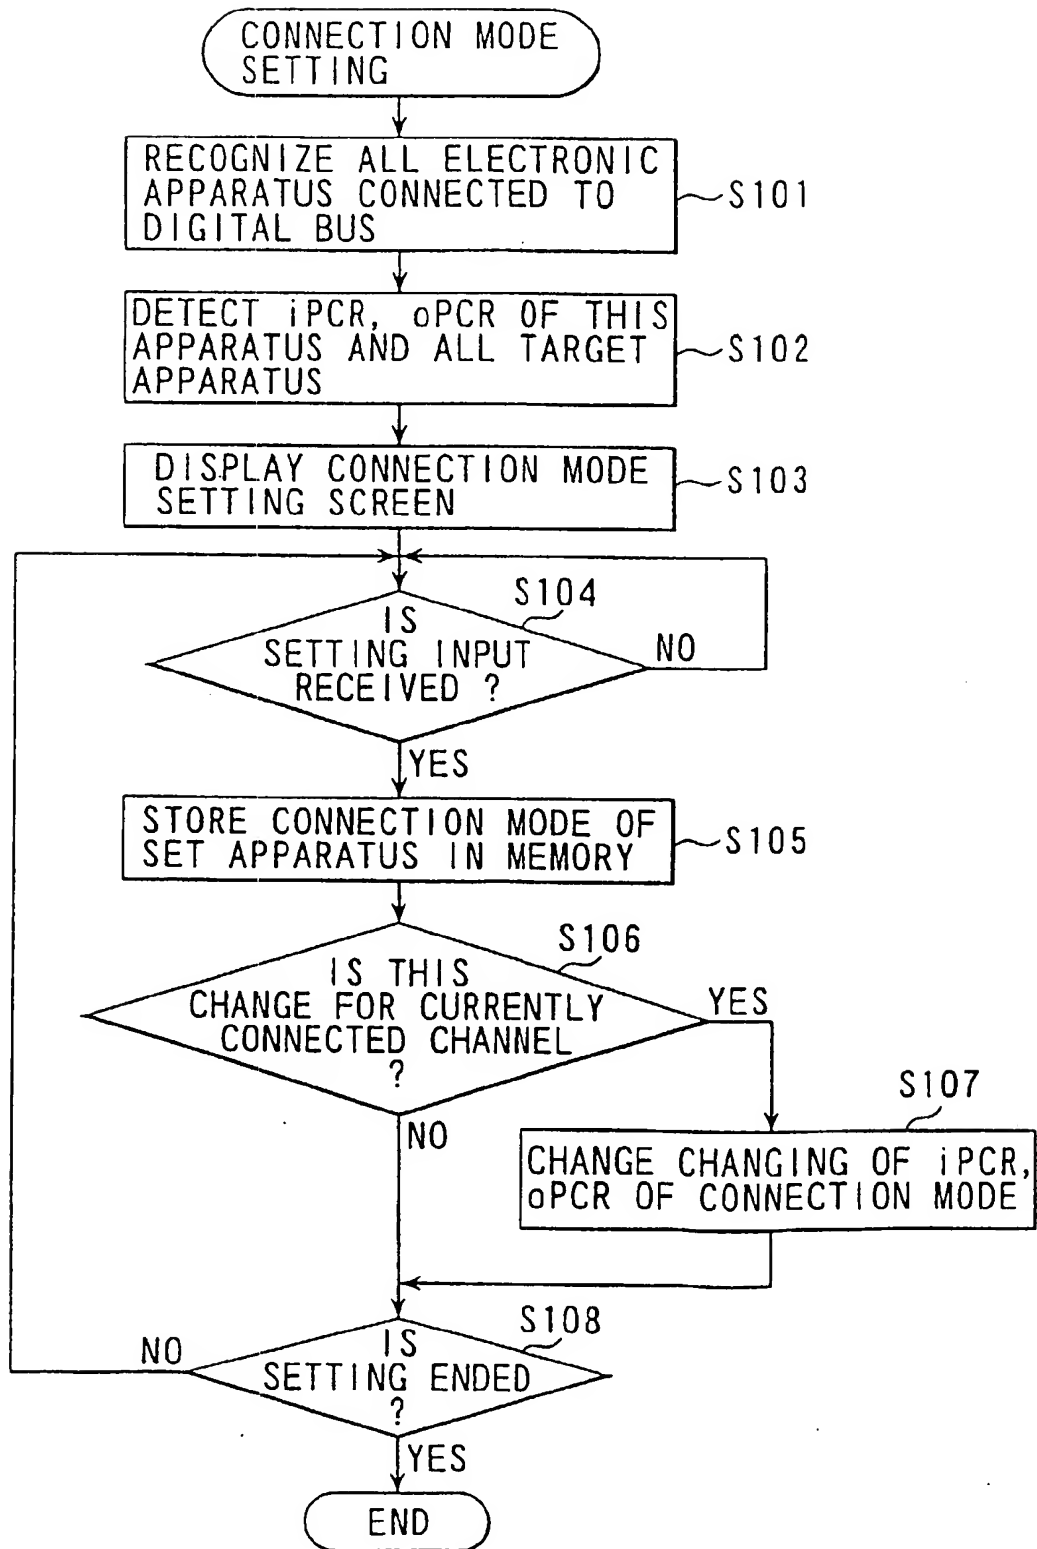 CONNECTION MODE
SETTING
RECOGNIZE ALL ELECTRONIC
APPARATUS CONNECTED TO
DIGITAL BUS
S101
DETECT iPCR, oPCR OF THIS
APPARATUS AND ALL TARGET
APPARATUS
S102
DISPLAY CONNECTION MODE
SETTING SCREEN
S103
S104
IS
SETTING INPUT
RECEIVED ?
NO
YES
STORE CONNECTION MODE OF
SET APPARATUS IN MEMORY
S105
S106
IS THIS
CHANGE FOR CURRENTLY
CONNECTED CHANNEL
?
YES
NO
S107
CHANGE CHANGING OF iPCR,
oPCR OF CONNECTION MODE
S108
IS
SETTING ENDED
?
NO
YES
END